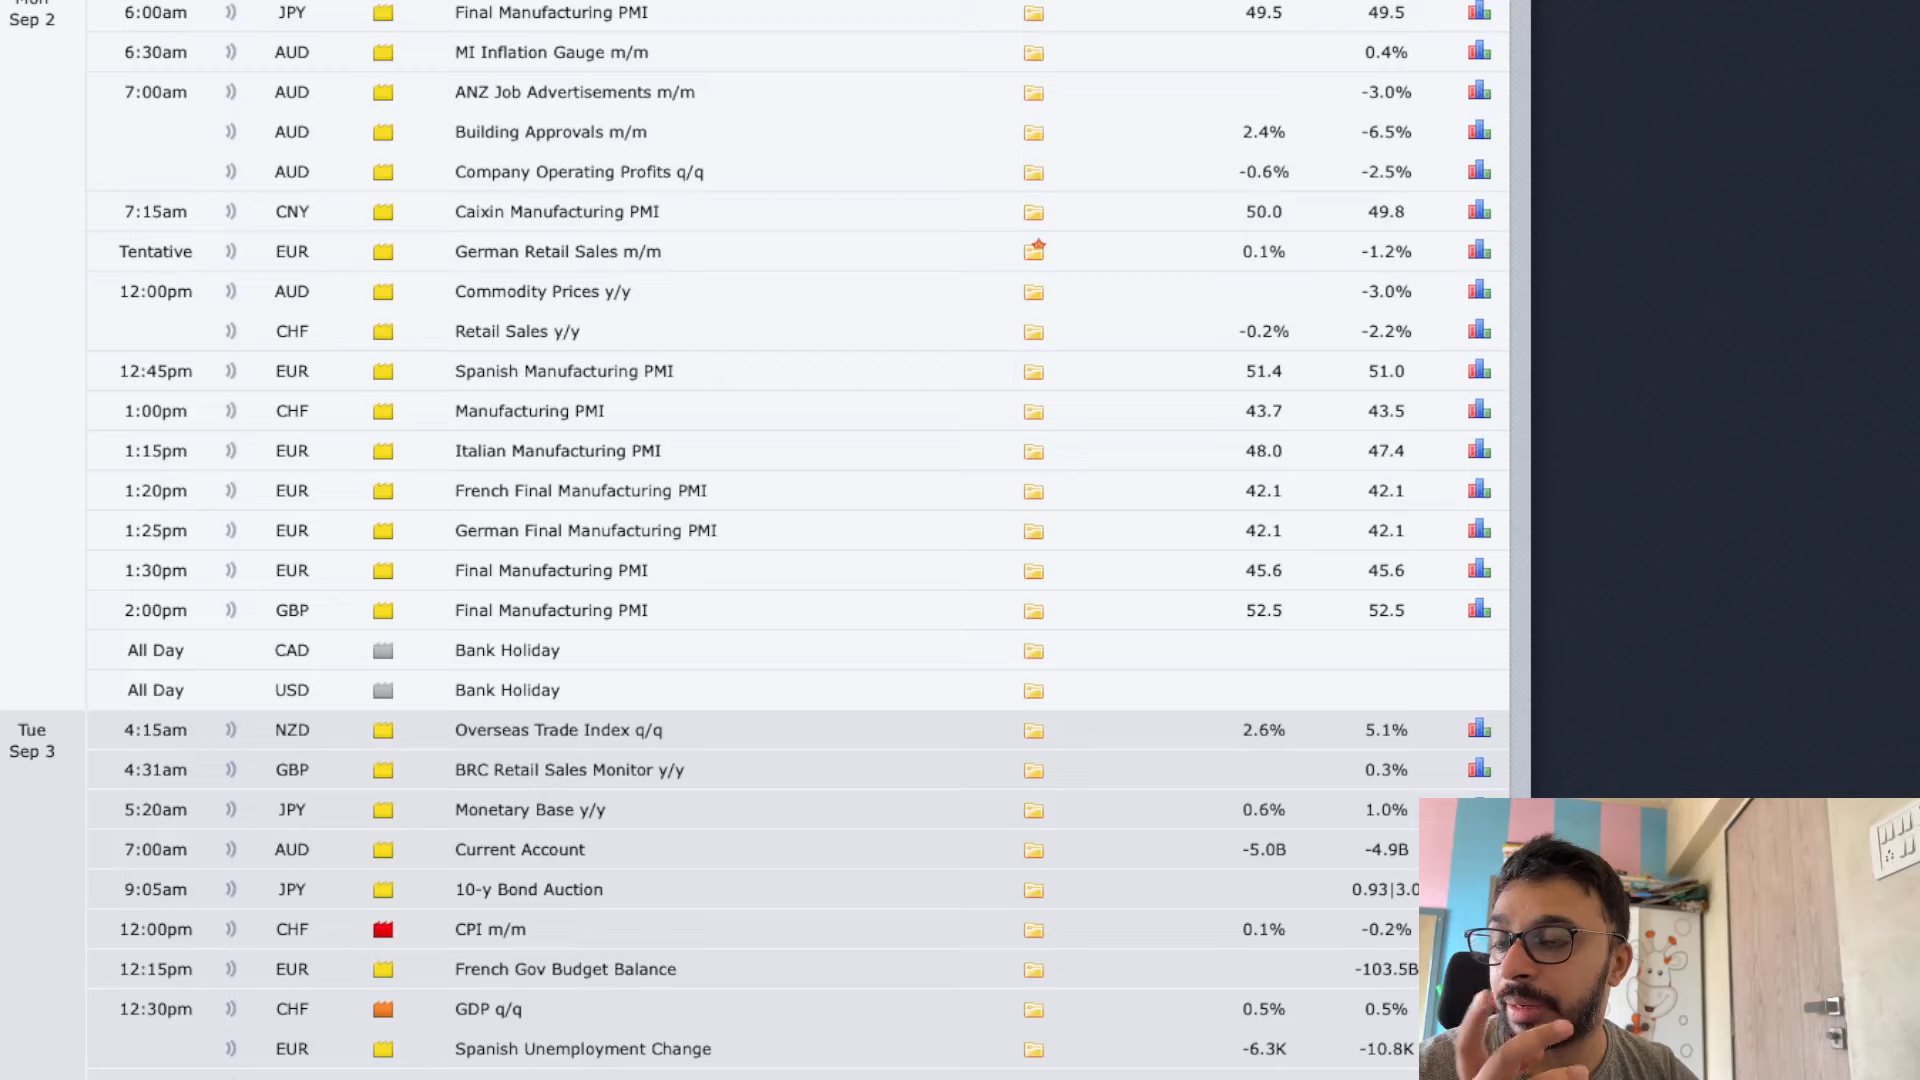 Mon
Sep 2
6:00am JPY Final Manufacturing PMI 49.5 49.5
6:30am AUD MI Inflation Gauge m/m 0.4%
7:00am AUD ANZ Job Advertisements m/m -3.0%
AUD Building Approvals m/m 2.4% -6.5%
AUD Company Operating Profits q/q -0.6% -2.5%
7:15am CNY Caixin Manufacturing PMI 50.0 49.8
Tentative EUR German Retail Sales m/m 0.1% -1.2%
12:00pm AUD Commodity Prices y/y -3.0%
CHF Retail Sales y/y -0.2% -2.2%
12:45pm EUR Spanish Manufacturing PMI 51.4 51.0
1:00pm CHF Manufacturing PMI 43.7 43.5
1:15pm EUR Italian Manufacturing PMI 48.0 47.4
1:20pm EUR French Final Manufacturing PMI 42.1 42.1
1:25pm EUR German Final Manufacturing PMI 42.1 42.1
1:30pm EUR Final Manufacturing PMI 45.6 45.6
2:00pm GBP Final Manufacturing PMI 52.5 52.5
All Day CAD Bank Holiday
All Day USD Bank Holiday
Tue
Sep 3
4:15am NZD Overseas Trade Index q/q 2.6% 5.1%
4:31am GBP BRC Retail Sales Monitor y/y 0.3%
5:20am JPY Monetary Base y/y 0.6% 1.0%
7:00am AUD Current Account -5.0B -4.9B
9:05am JPY 10-y Bond Auction 0.93|3.0
12:00pm CHF CPI m/m 0.1% -0.2%
12:15pm EUR French Gov Budget Balance -103.5B
12:30pm CHF GDP q/q 0.5% 0.5%
EUR Spanish Unemployment Change -6.3K -10.8K